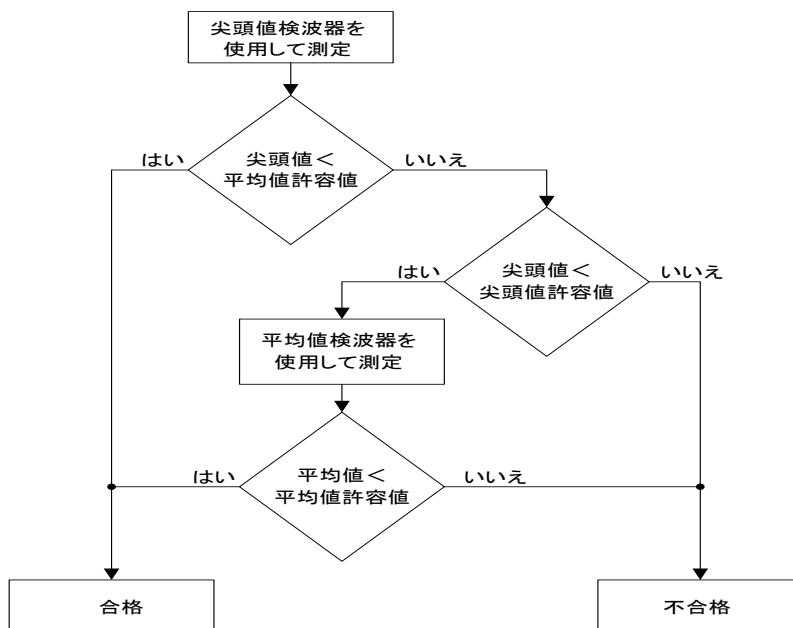 尖頭値検波器を
使用して測定
はい
尖頭値<
平均値許容値
いいえ
はい
尖頭値<
尖頭値許容値
いいえ
平均値検波器を
使用して測定
はい
平均値<
平均値許容値
いいえ
合格
不合格